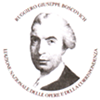 RUGGIERO GIUSEPPE BOSCOVICH
EDIZIONE NAZIONALE DELLE OPERE E DELLA CORRISPONDENZA